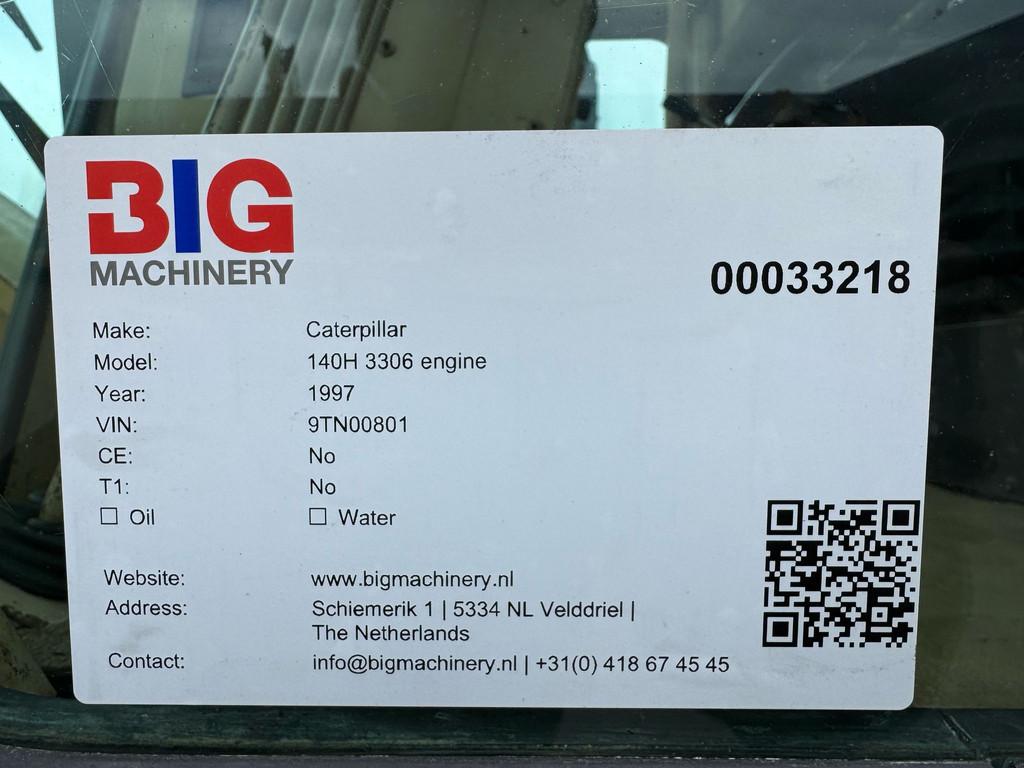 BIG
MACHINERY
00033218
Make: Caterpillar
Model: 140H 3306 engine
Year: 1997
VIN: 9TN00801
CE: No
T1: No
☐ Oil ☐ Water
Website: www.bigmachinery.nl
Address: Schiemerik 1 | 5334 NL Velddriel |
The Netherlands
Contact: info@bigmachinery.nl | +31(0) 418 67 45 45